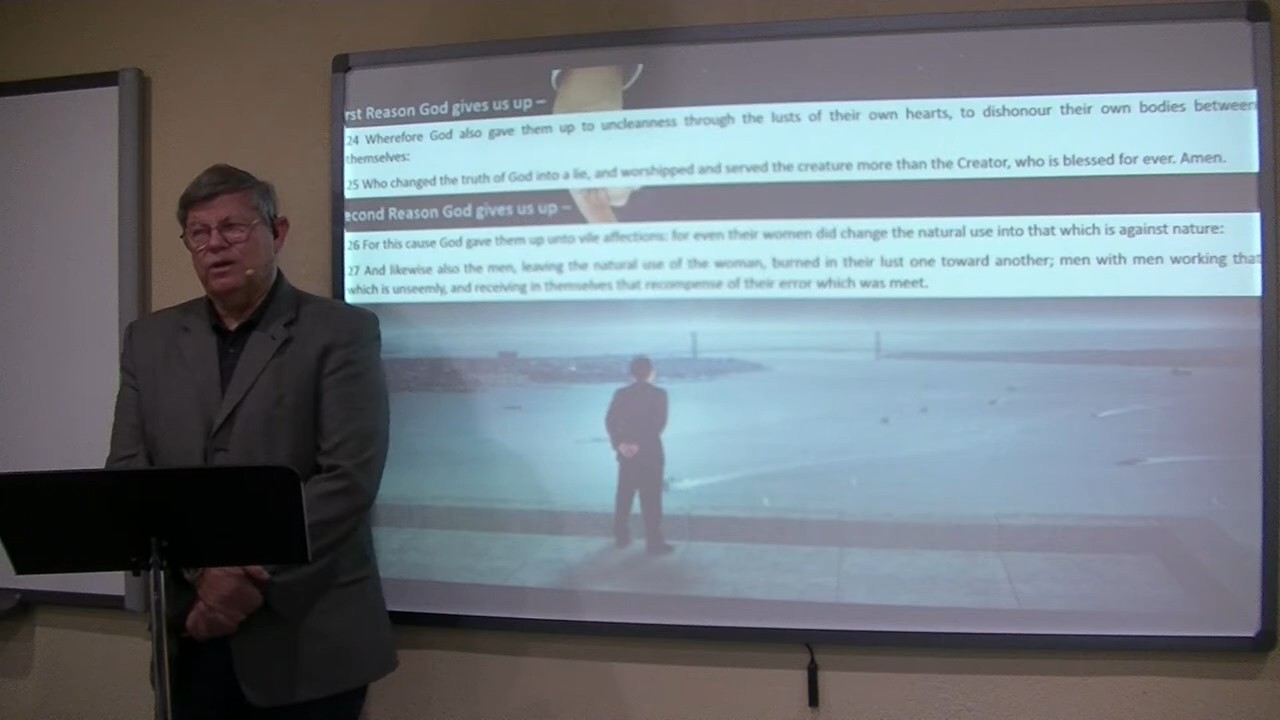 rst Reason God gives us up –
24 Wherefore God also gave them up to uncleanness through the lusts of their own hearts, to dishonour their own bodies between
themselves:
25 Who changed the truth of God into a lie, and worshipped and served the creature more than the Creator, who is blessed for ever. Amen.
econd Reason God gives us up –
26 For this cause God gave them up unto vile affections: for even their women did change the natural use into that which is against nature:
27 And likewise also the men, leaving the natural use of the woman, burned in their lust one toward another; men with men working that
which is unseemly, and receiving in themselves that recompense of their error which was meet.